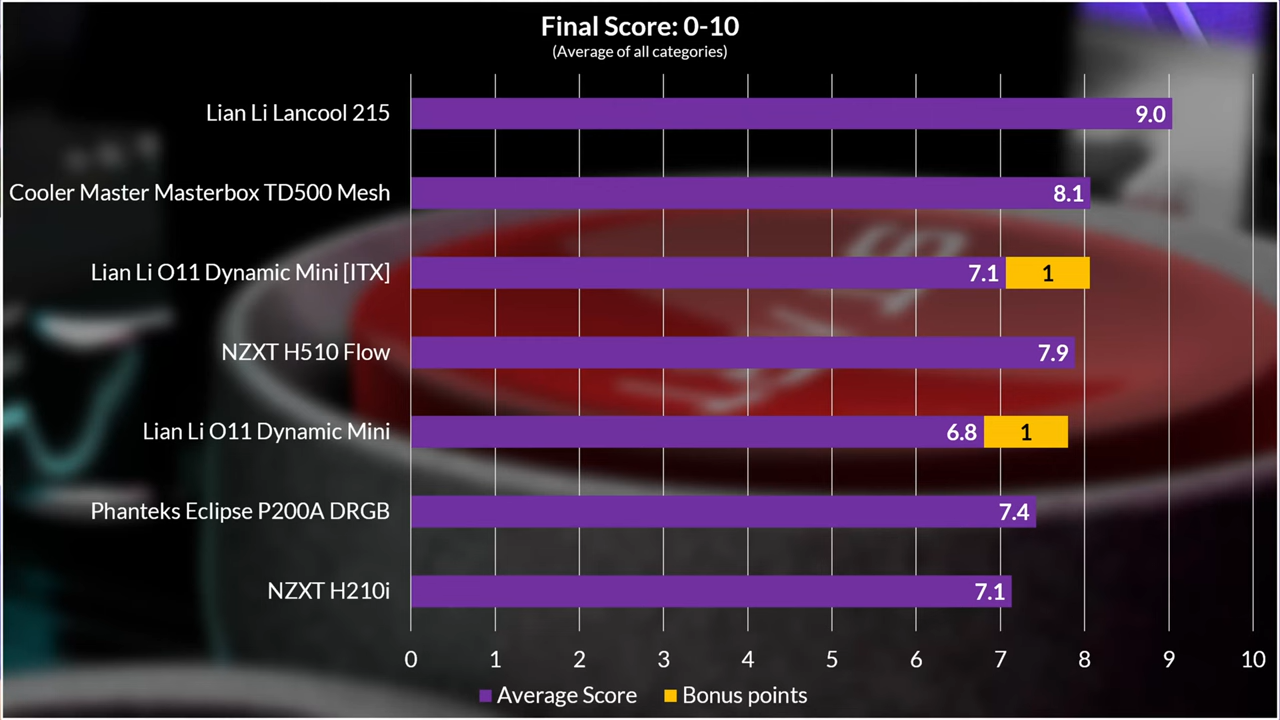 Final Score: 0-10
(Average of all categories)
Lian Li Lancool 215
9.0
Cooler Master Masterbox TD500 Mesh
8.1
Lian Li O11 Dynamic Mini [ITX]
7.1
1
NZXT H510 Flow
7.9
Lian Li O11 Dynamic Mini
6.8
1
Phanteks Eclipse P200A DRGB
7.4
NZXT H210i
7.1
0 1 2 3 4 5 6 7 8 9 10
Average Score Bonus points